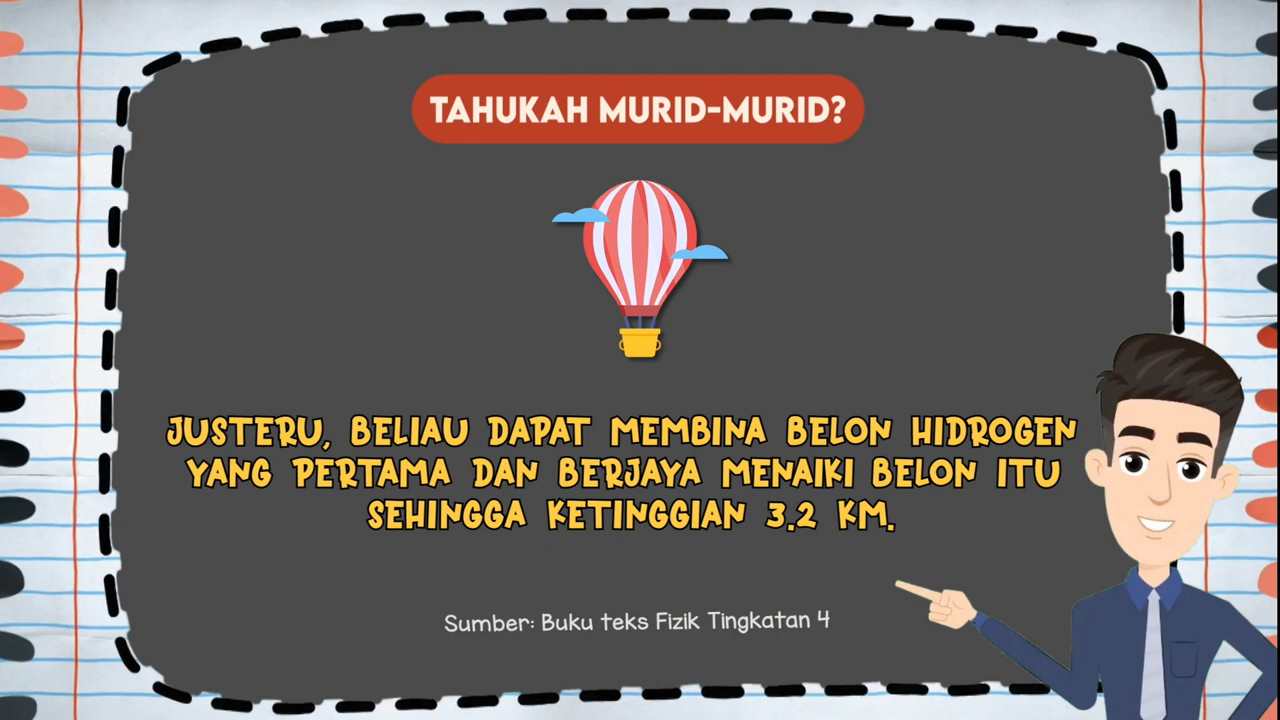 TAHUKAH MURID-MURID?
JUSTERU, BELIAU DAPAT MEMBINA BELON HIDROGEN
YANG PERTAMA DAN BERJAYA MENAIKI BELON ITU
SEHINGGA KETINGGIAN 3.2 KM.
Sumber: Buku teks Fizik Tingkatan 4